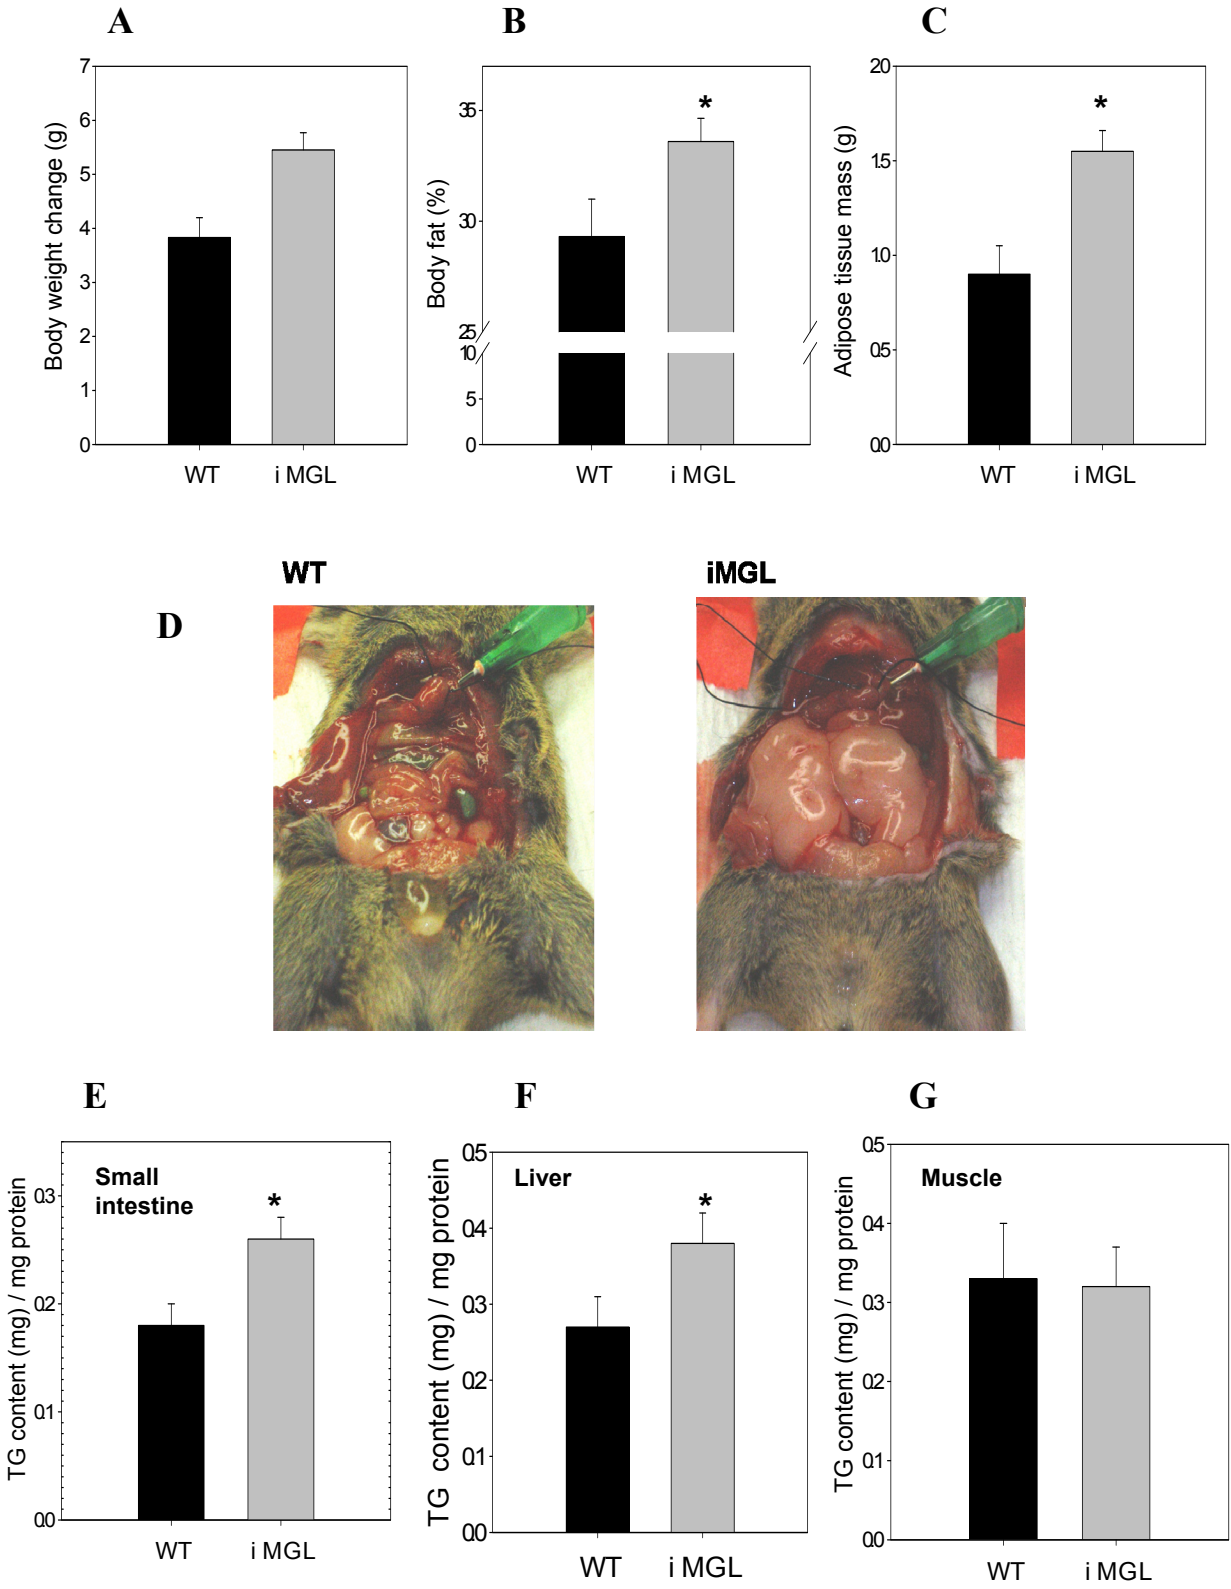 A
B
C
Body weight change (g)
7
6
5
4
3
2
1
0
WT
i MGL
Body fat (%)
35
30
25
10
5
0
*
WT
i MGL
Adipose tissue mass (g)
20
1.5
1.0
0.5
0.0
*
WT
i MGL
D
WT
iMGL
E
F
G
TG content (mg) / mg protein
0.3
0.2
0.1
0.0
Small
intestine
*
WT
i MGL
TG content (mg) / mg protein
0.5
0.4
0.3
0.2
0.1
0.0
Liver
*
WT
i MGL
TG content (mg) / mg protein
0.5
0.4
0.3
0.2
0.1
0.0
Muscle
WT
i MGL